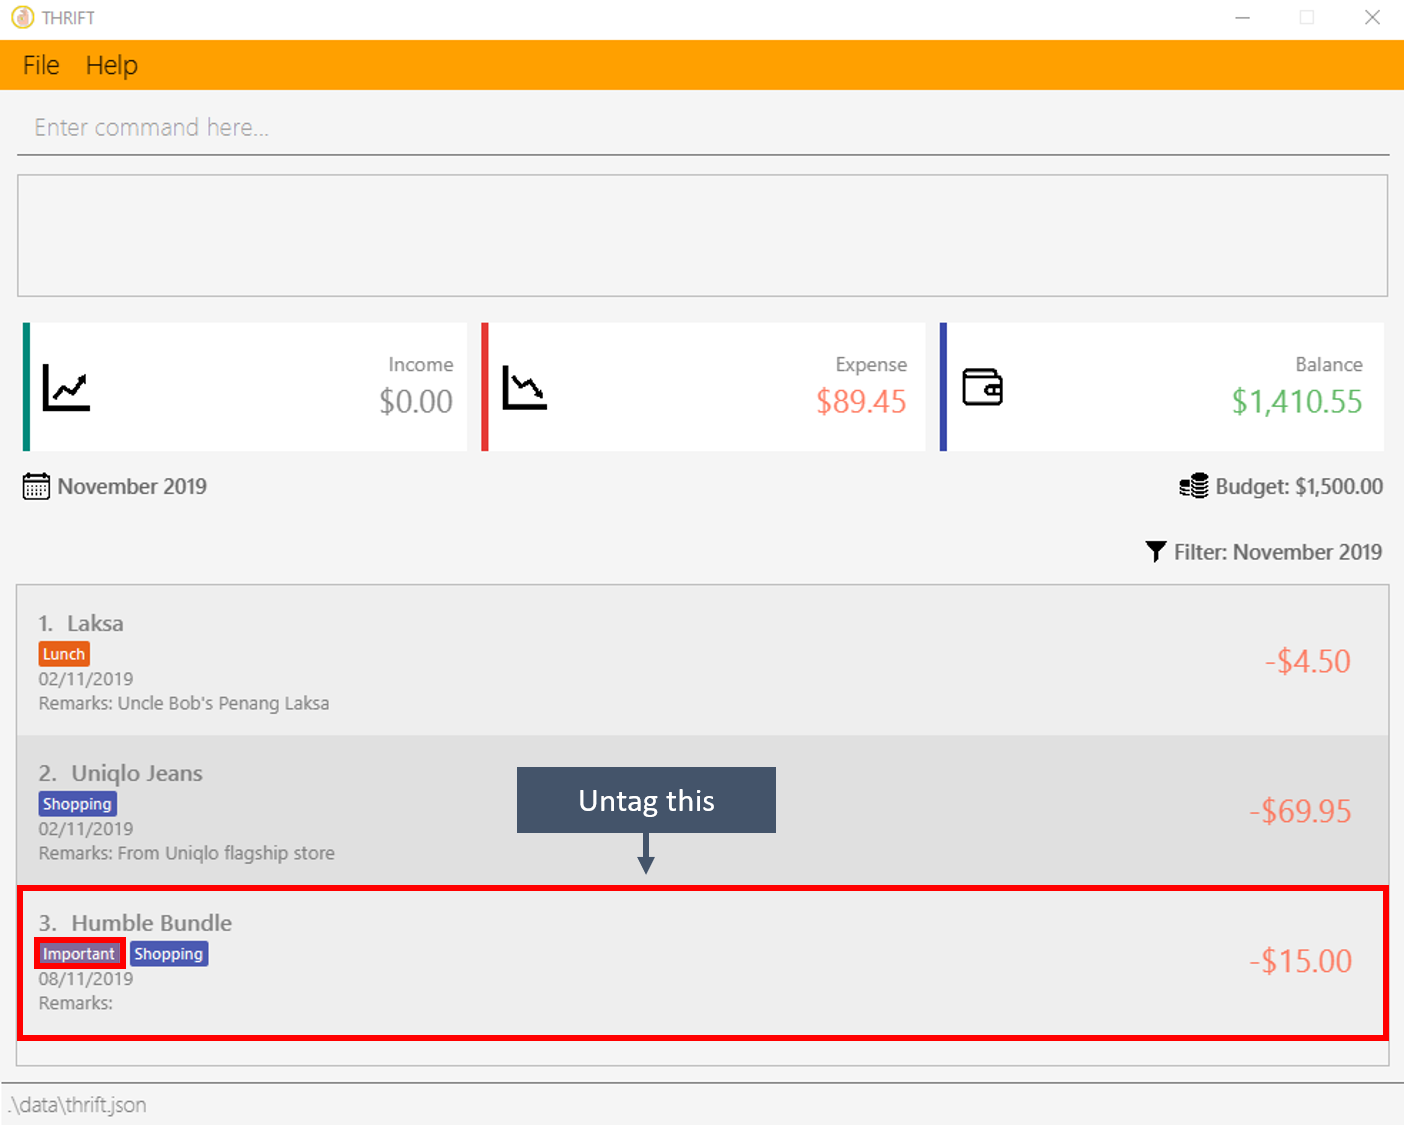 THRIFT
File Help
Enter command here...
Income
$0.00
Expense
$89.45
Balance
$1,410.55
November 2019
Budget: $1,500.00
Filter: November 2019
1. Laksa
Lunch
02/11/2019
Remarks: Uncle Bob's Penang Laksa
-$4.50
2. Uniqlo Jeans
Shopping
02/11/2019
Remarks: From Uniqlo flagship store
-$69.95
Untag this
3. Humble Bundle
Important Shopping
08/11/2019
Remarks:
-$15.00
.\data\thrift.json